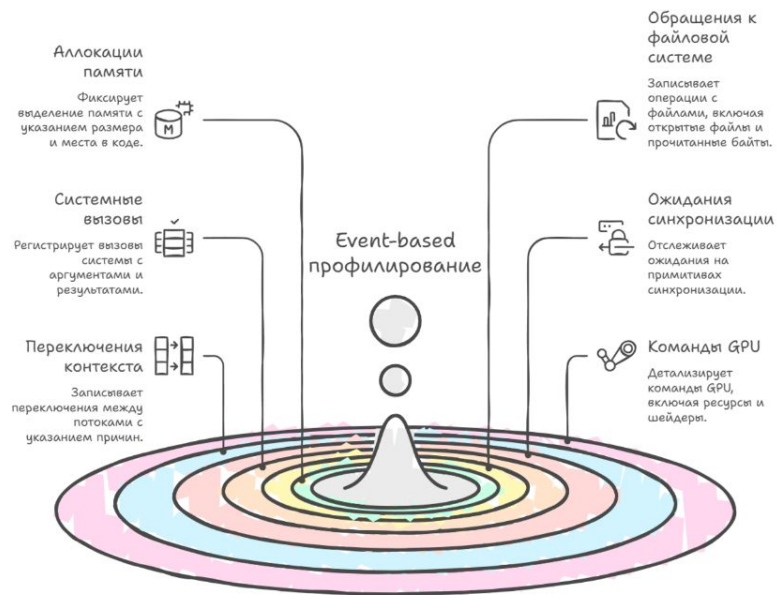 Аллокации
памяти
Фиксирует
выделение памяти с
указанием размера
и места в коде.
M
Системные
вызовы
Регистрирует вызовы
системы с
аргументами и
результатами.
Переключения
контекста
Записывает
переключения между
потоками с
указанием причин.
Event-based
профилирование
Обращения к
файловой
системе
Записывает
операции с
файлами, включая
открытые файлы и
прочитанные байты.
Ожидания
синхронизации
Отслеживает
ожидания на
примитивах
синхронизации.
Команды GPU
Детализирует
команды GPU,
включая ресурсы и
шейдеры.